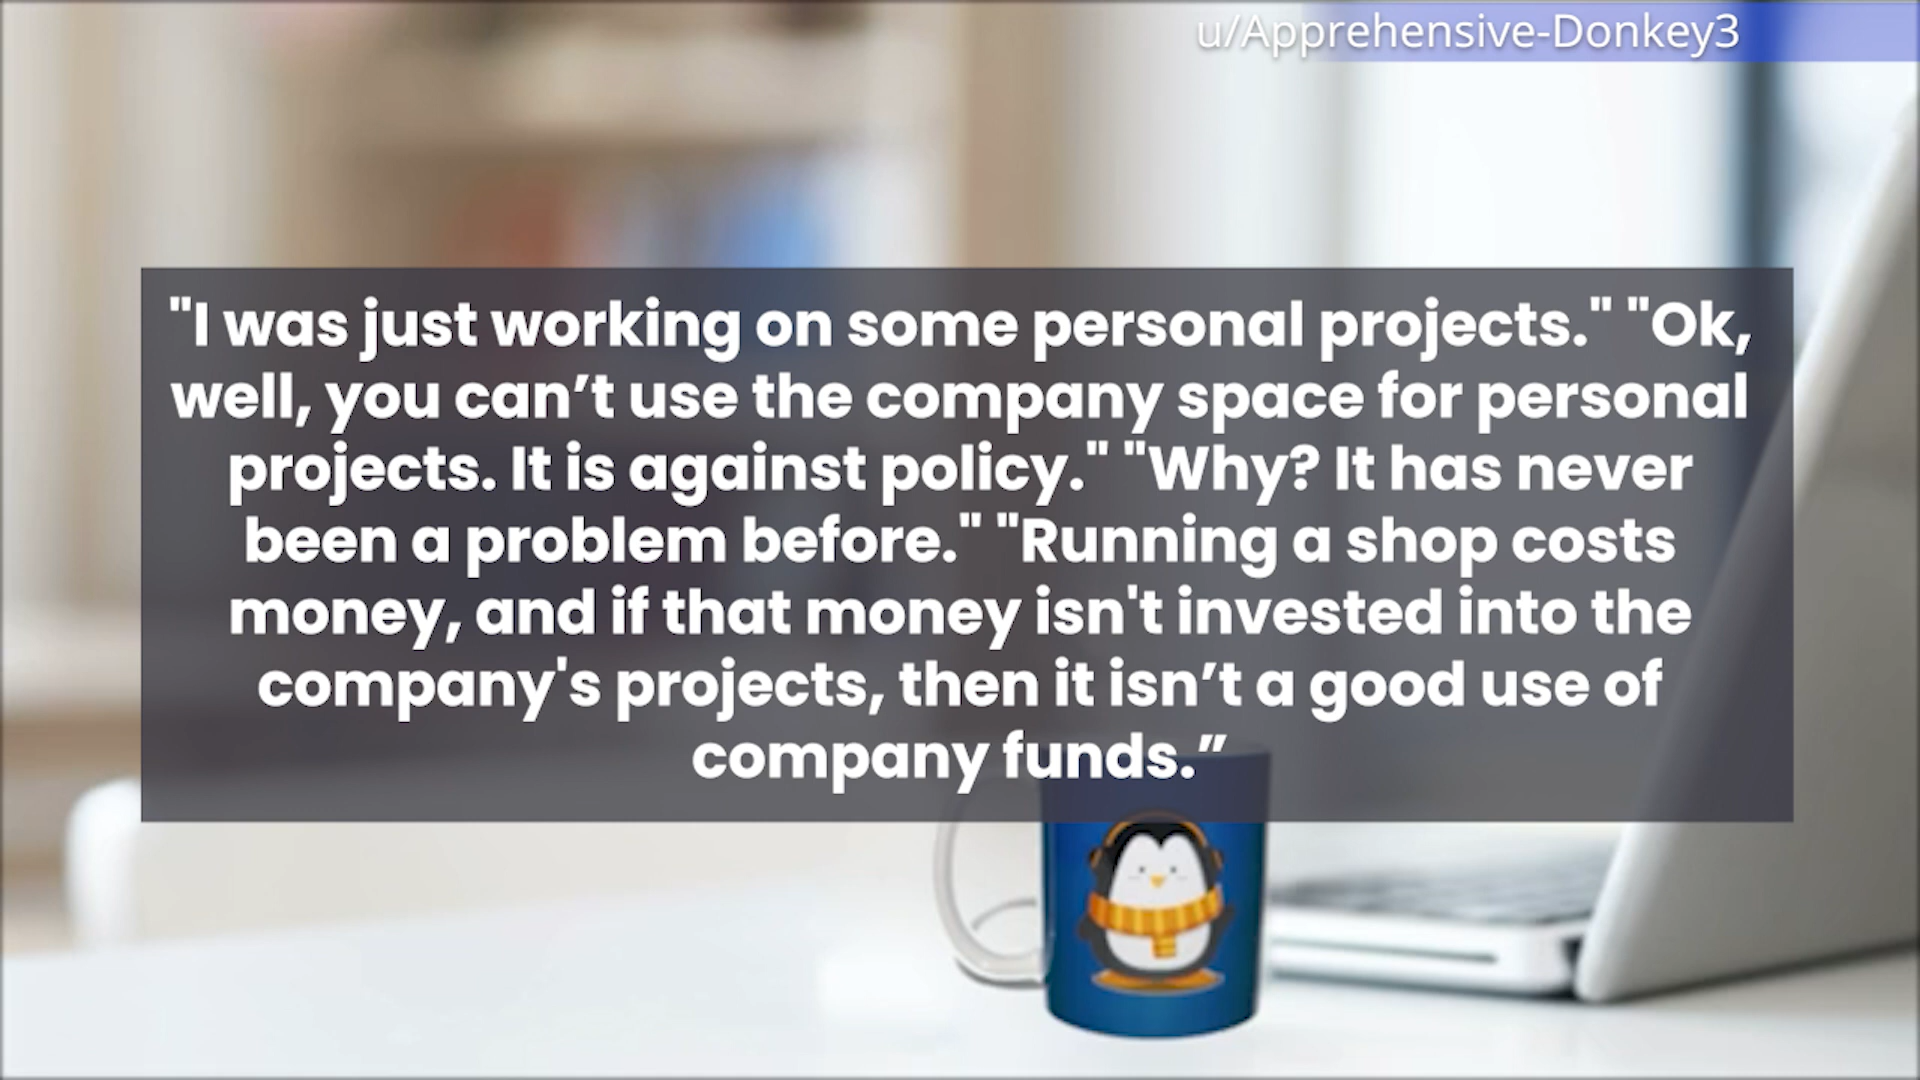 u/Apprehensive-Donkey3
"I was just working on some personal projects." "Ok,
well, you can’t use the company space for personal
projects. It is against policy." "Why? It has never
been a problem before." "Running a shop costs
money, and if that money isn't invested into the
company's projects, then it isn’t a good use of
company funds.”